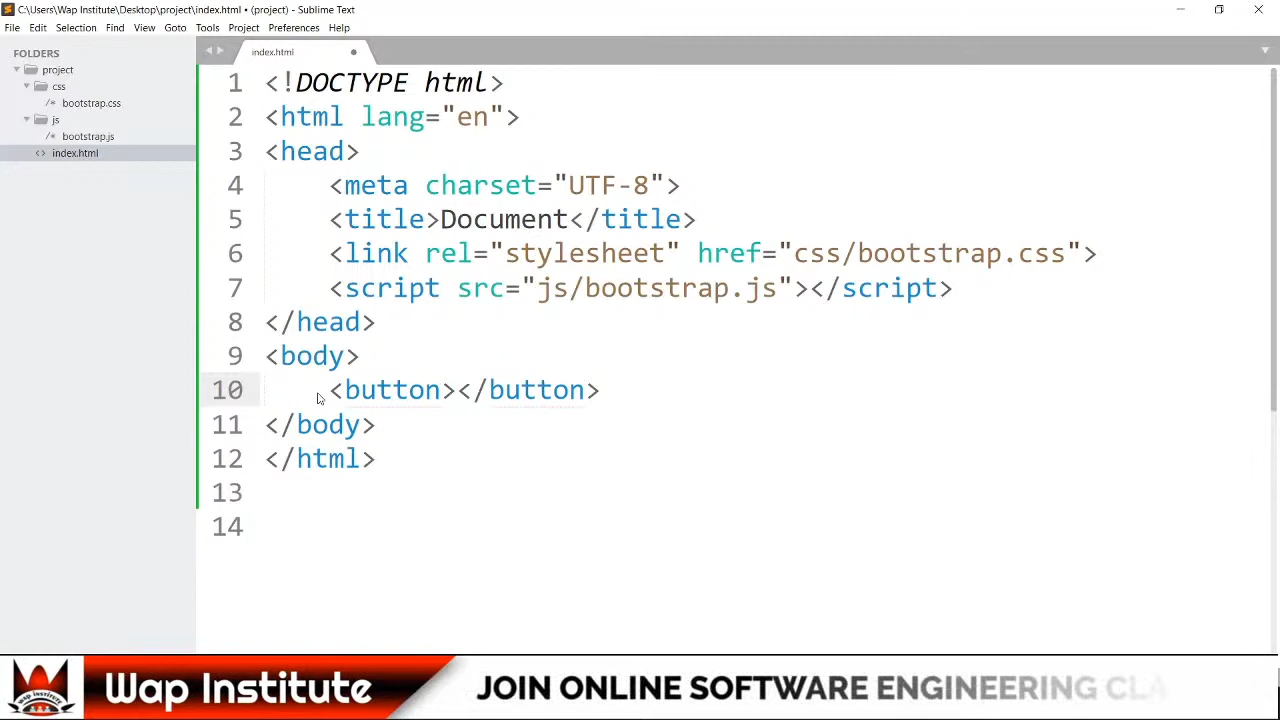 C:\Users\Wap Institute\Desktop\project\index.html • (project) - Sublime Text
File Edit Selection Find View Goto Tools Project Preferences Help
FOLDERS
project
css
/* bootstrap.css
js
/* bootstrap.js
<> index.html
index.html
1 <!DOCTYPE html>
2 <html lang="en">
3 <head>
4 <meta charset="UTF-8">
5 <title>Document</title>
6 <link rel="stylesheet" href="css/bootstrap.css">
7 <script src="js/bootstrap.js"></script>
8 </head>
9 <body>
10 <button></button>
11 </body>
12 </html>
13
14
Wap Institute
Wap Institute
JOIN ONLINE SOFTWARE ENGINEERING CLA